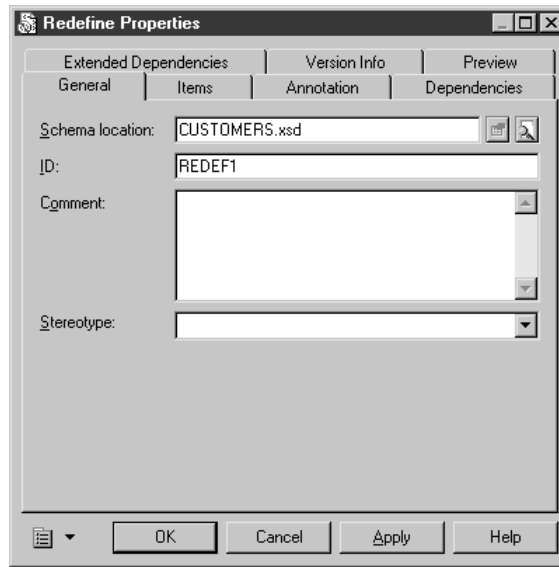 Redefine Properties
Extended Dependencies Version Info Preview
General Items Annotation Dependencies
Schema location: CUSTOMERS.xsd
ID: REDEF1
Comment:
Stereotype:
OK Cancel Apply Help